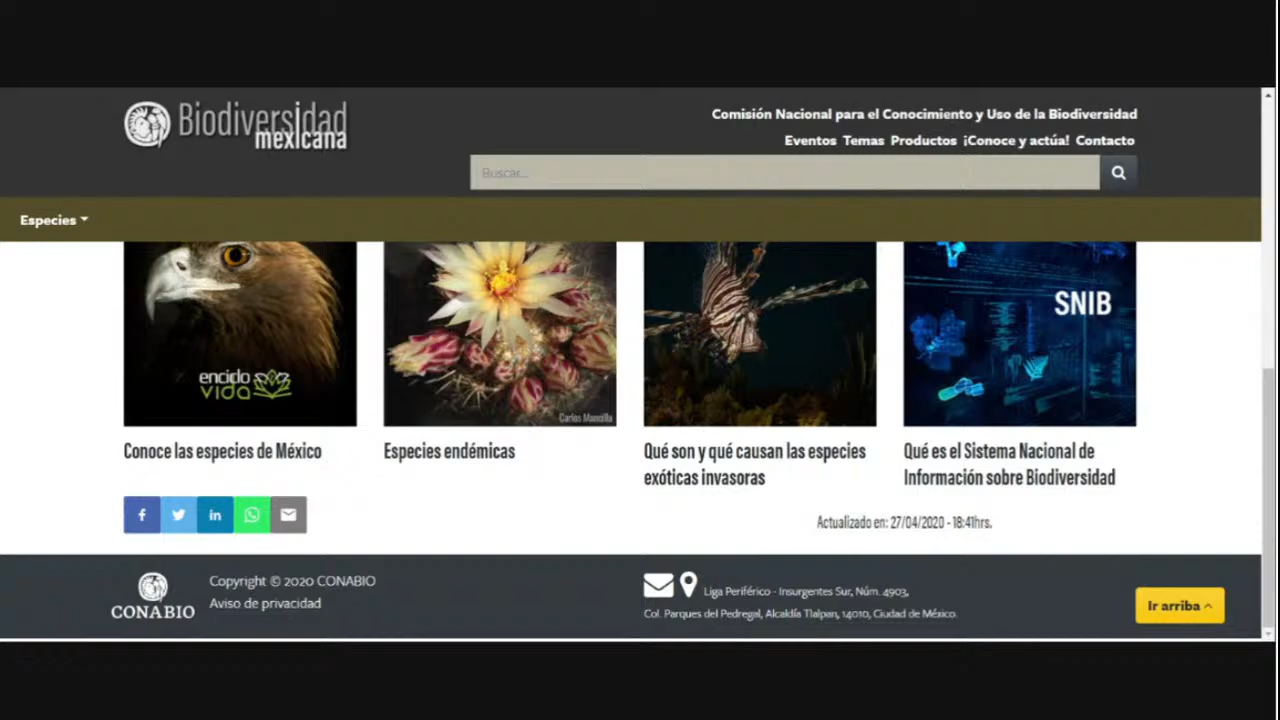 Biodiversidad
mexicana
Comisión Nacional para el Conocimiento y Uso de la Biodiversidad
Eventos Temas Productos ¡Conoce y actúa! Contacto
Buscar...
Especies
enciclo
vida
Carlos Mancilla
SNIB
Conoce las especies de México
Especies endémicas
Qué son y qué causan las especies
exóticas invasoras
Qué es el Sistema Nacional de
Información sobre Biodiversidad
f
in
Actualizado en: 27/04/2020 - 18:41hrs.
CONABIO
Copyright © 2020 CONABIO
Aviso de privacidad
Liga Periférico - Insurgentes Sur, Núm. 4903,
Col. Parques del Pedregal, Alcaldía Tlalpan, 14010, Ciudad de México.
Ir arriba